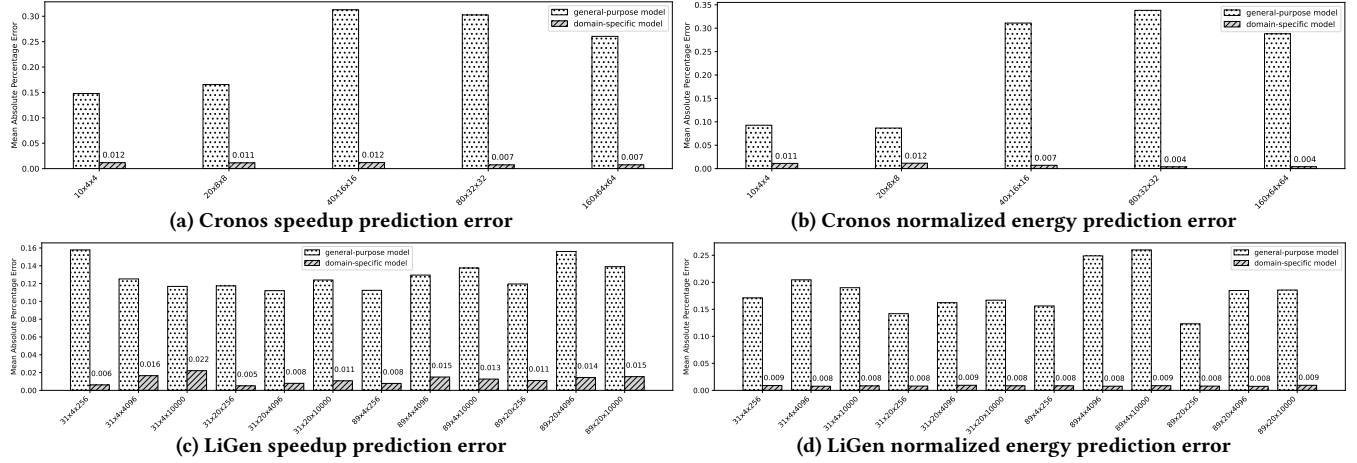 Mean Absolute Percentage Error
0.30
0.25
0.20
0.15
0.10
0.05
0.00
general-purpose model
domain-specific model
0.012
0.011
0.012
0.007
0.007
10x4x4
20x8x8
40x16x16
80x32x32
160x64x64
(a) Cronos speedup prediction error
Mean Absolute Percentage Error
0.35
0.30
0.25
0.20
0.15
0.10
0.05
0.00
general-purpose model
domain-specific model
0.011
0.012
0.007
0.004
0.004
10x4x4
20x8x8
40x16x16
80x32x32
160x64x64
(b) Cronos normalized energy prediction error
Mean Absolute Percentage Error
0.16
0.14
0.12
0.10
0.08
0.06
0.04
0.02
0.00
general-purpose model
domain-specific model
0.006
0.016
0.022
0.005
0.008
0.011
0.008
0.015
0.013
0.011
0.014
0.015
31x4x256
31x4x4096
31x4x10000
31x20x256
31x20x4096
31x20x10000
89x4x256
89x4x4096
89x4x10000
89x20x256
89x20x4096
89x20x10000
(c) LiGen speedup prediction error
Mean Absolute Percentage Error
0.25
0.20
0.15
0.10
0.05
0.00
general-purpose model
domain-specific model
0.009
0.008
0.008
0.008
0.009
0.008
0.008
0.008
0.009
0.008
0.008
0.009
31x4x256
31x4x4096
31x4x10000
31x20x256
31x20x4096
31x20x10000
89x4x256
89x4x4096
89x4x10000
89x20x256
89x20x4096
89x20x10000
(d) LiGen normalized energy prediction error